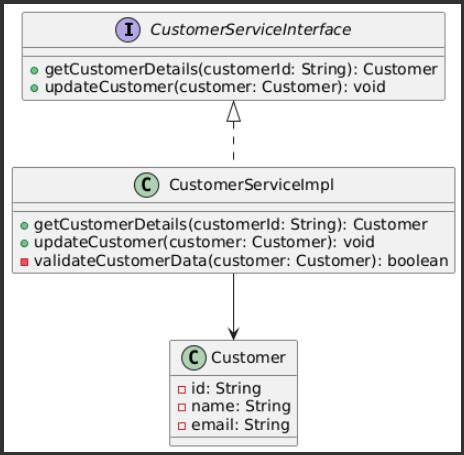 I CustomerServiceInterface
getCustomerDetails(customerId: String): Customer
updateCustomer(customer: Customer): void
C CustomerServiceImpl
getCustomerDetails(customerId: String): Customer
updateCustomer(customer: Customer): void
validateCustomerData(customer: Customer): boolean
C Customer
id: String
name: String
email: String